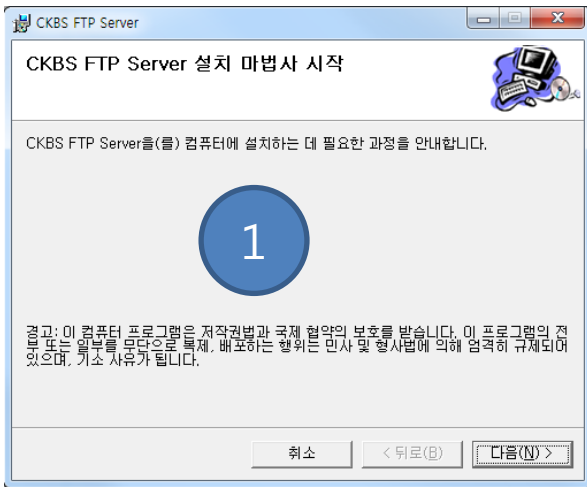 CKBS FTP Server
CKBS FTP Server 설치 마법사 시작
CKBS FTP Server을(를) 컴퓨터에 설치하는 데 필요한 과정을 안내합니다.
1
경고: 이 컴퓨터 프로그램은 저작권법과 국제 협약의 보호를 받습니다. 이 프로그램의 전
부 또는 일부를 무단으로 복제, 배포하는 행위는 민사 및 형사법에 의해 엄격히 규제되어
있으며, 기소 사유가 됩니다.
취소 < 뒤로(B) 다음(N) >